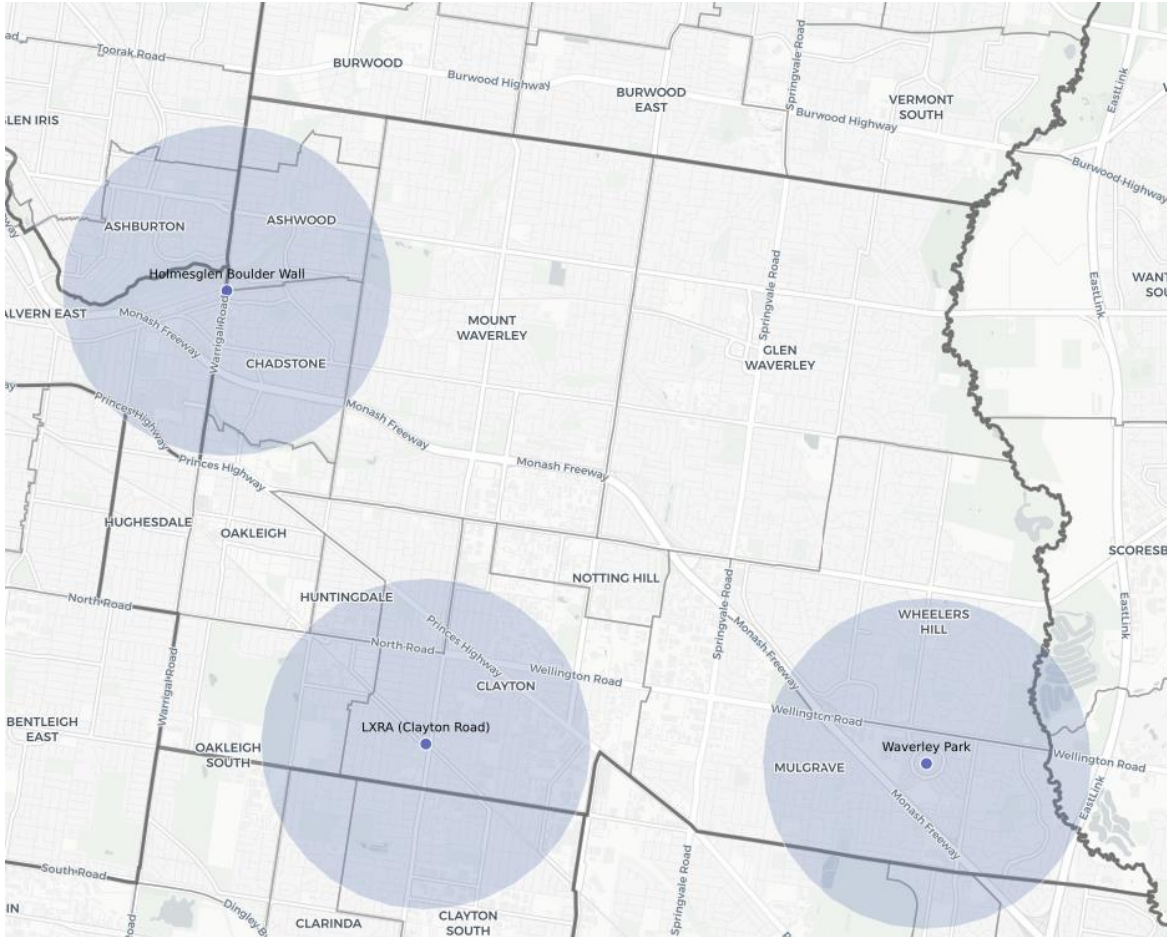 ad
Toorak Road
BURWOOD
Burwood Highway
BURWOOD
EAST
Springvale Road
VERMONT
SOUTH
Burwood Highway
EastLink
Burwood Highway
GLEN IRIS
ASHBURTON
ASHWOOD
Holmesglen Boulder Wall
ALVERN EAST
Monash Freeway
Warrigal Road
CHADSTONE
MOUNT
WAVERLEY
Springvale Road
GLEN
WAVERLEY
EastLink
WANT
SOU
Princes Highway
Princes Highway
Monash Freeway
Monash Freeway
HUGHESDALE
OAKLEIGH
NOTTING HILL
SCORESB
North Road
HUNTINGDALE
North Road
Princes Highway
Wellington Road
CLAYTON
Springvale Road
Monash Freeway
WHEELERS
HILL
EastLink
Warrigal Road
BENTLEIGH
EAST
OAKLEIGH
SOUTH
LXRA (Clayton Road)
Wellington Road
Waverley Park
MULGRAVE
Wellington Road
Monash Freeway
EastLink
South Road
Springvale Road
IN
CLARINDA
CLAYTON
SOUTH